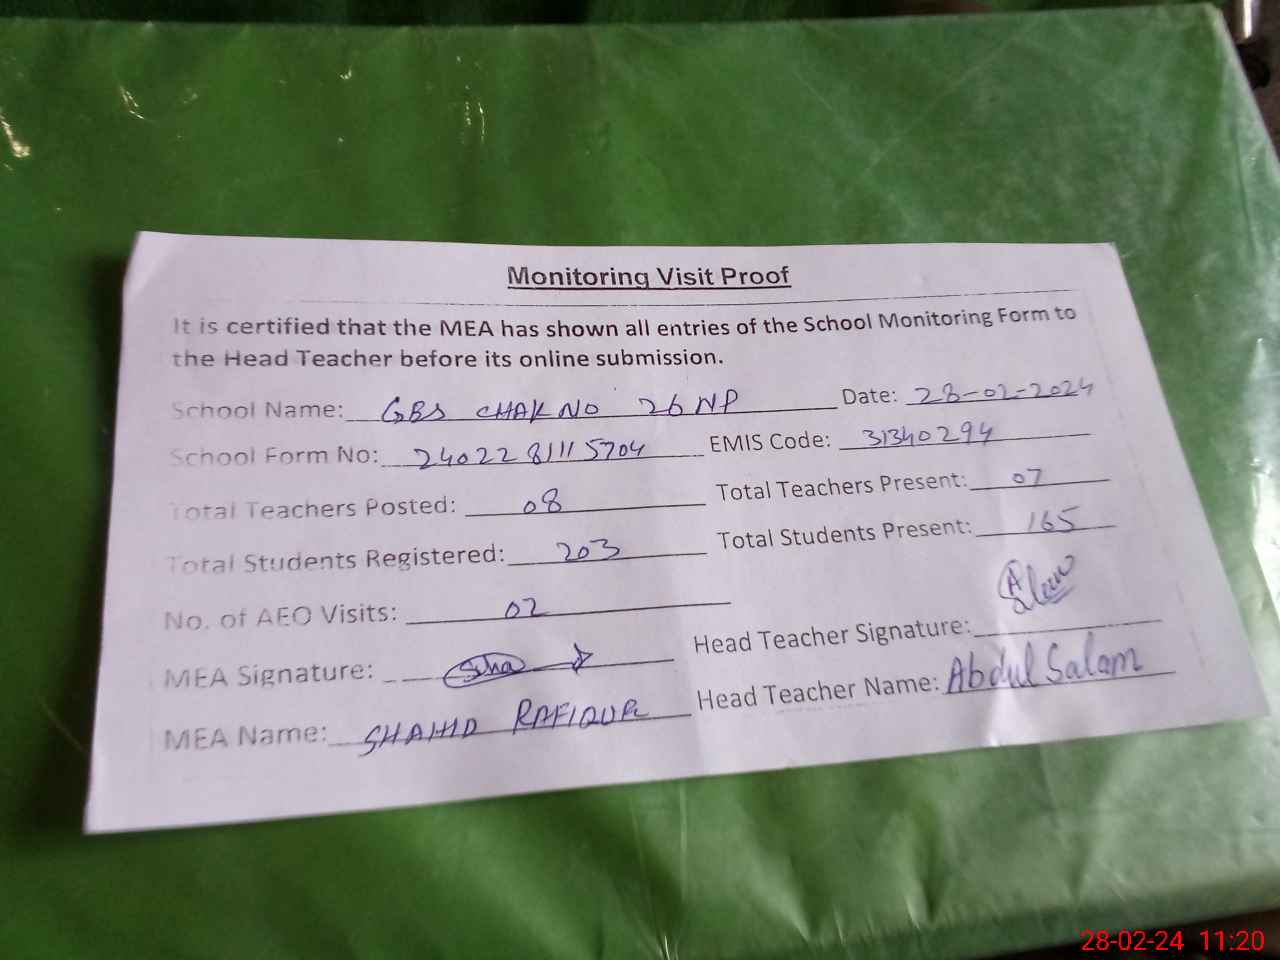 Monitoring Visit Proof
It is certified that the MEA has shown all entries of the School Monitoring Form to
the Head Teacher before its online submission.
School Name: GBS CHAK NO 26 NP Date: 28-02-2024
School Form No: 24022 8111 5704 EMIS Code: 31340294
Total Teachers Posted: 08 Total Teachers Present: 07
Total Students Registered: 203 Total Students Present: 165
No. of AEO Visits: 02
MEA Signature: Head Teacher Signature:
MEA Name: SHAHID Head Teacher Name: Abdul Salam
28-02-24 11:20